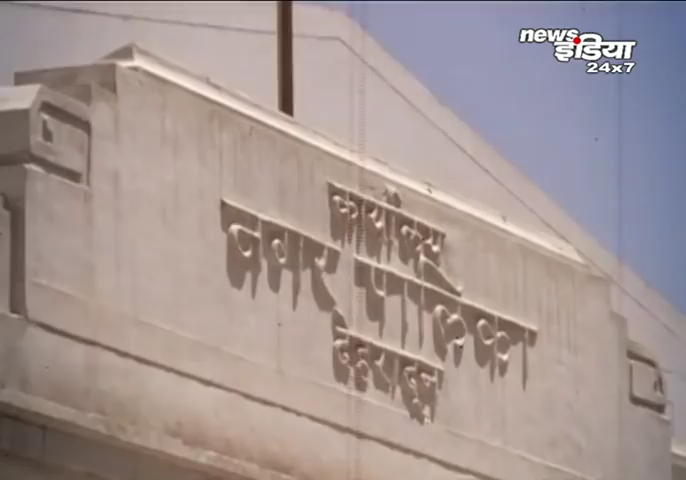 news
इंडिया
24x7
कार्यालय
नगर पालिका
देहरादून